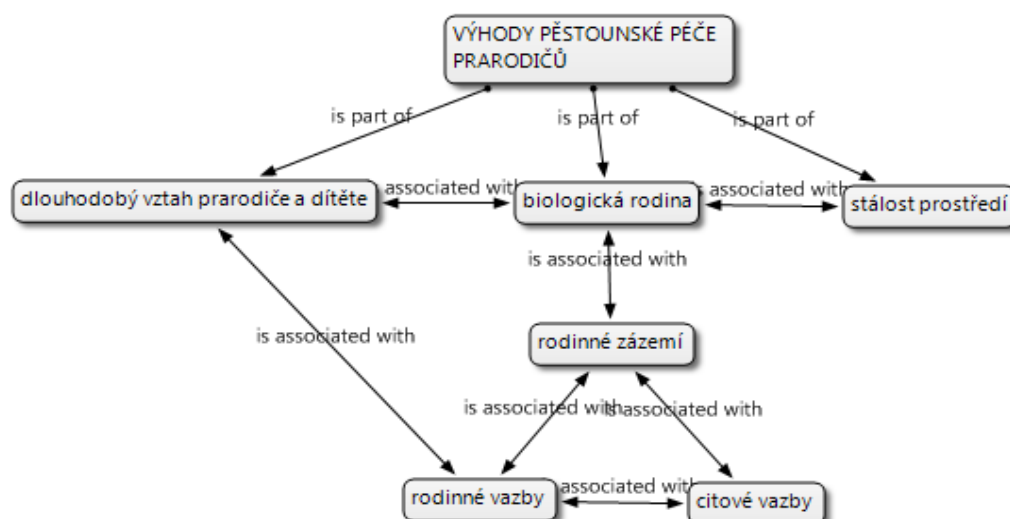 VÝHODY PĚSTOUNSKÉ PÉČE
PRARODIČŮ
is part of
is part of
is part of
dlouhodobý vztah prarodiče a dítěte
associated with
biologická rodina
is associated with
stálost prostředí
is associated with
is associated with
rodinné zázemí
is associated with
is associated with
rodinné vazby
associated with
citové vazby